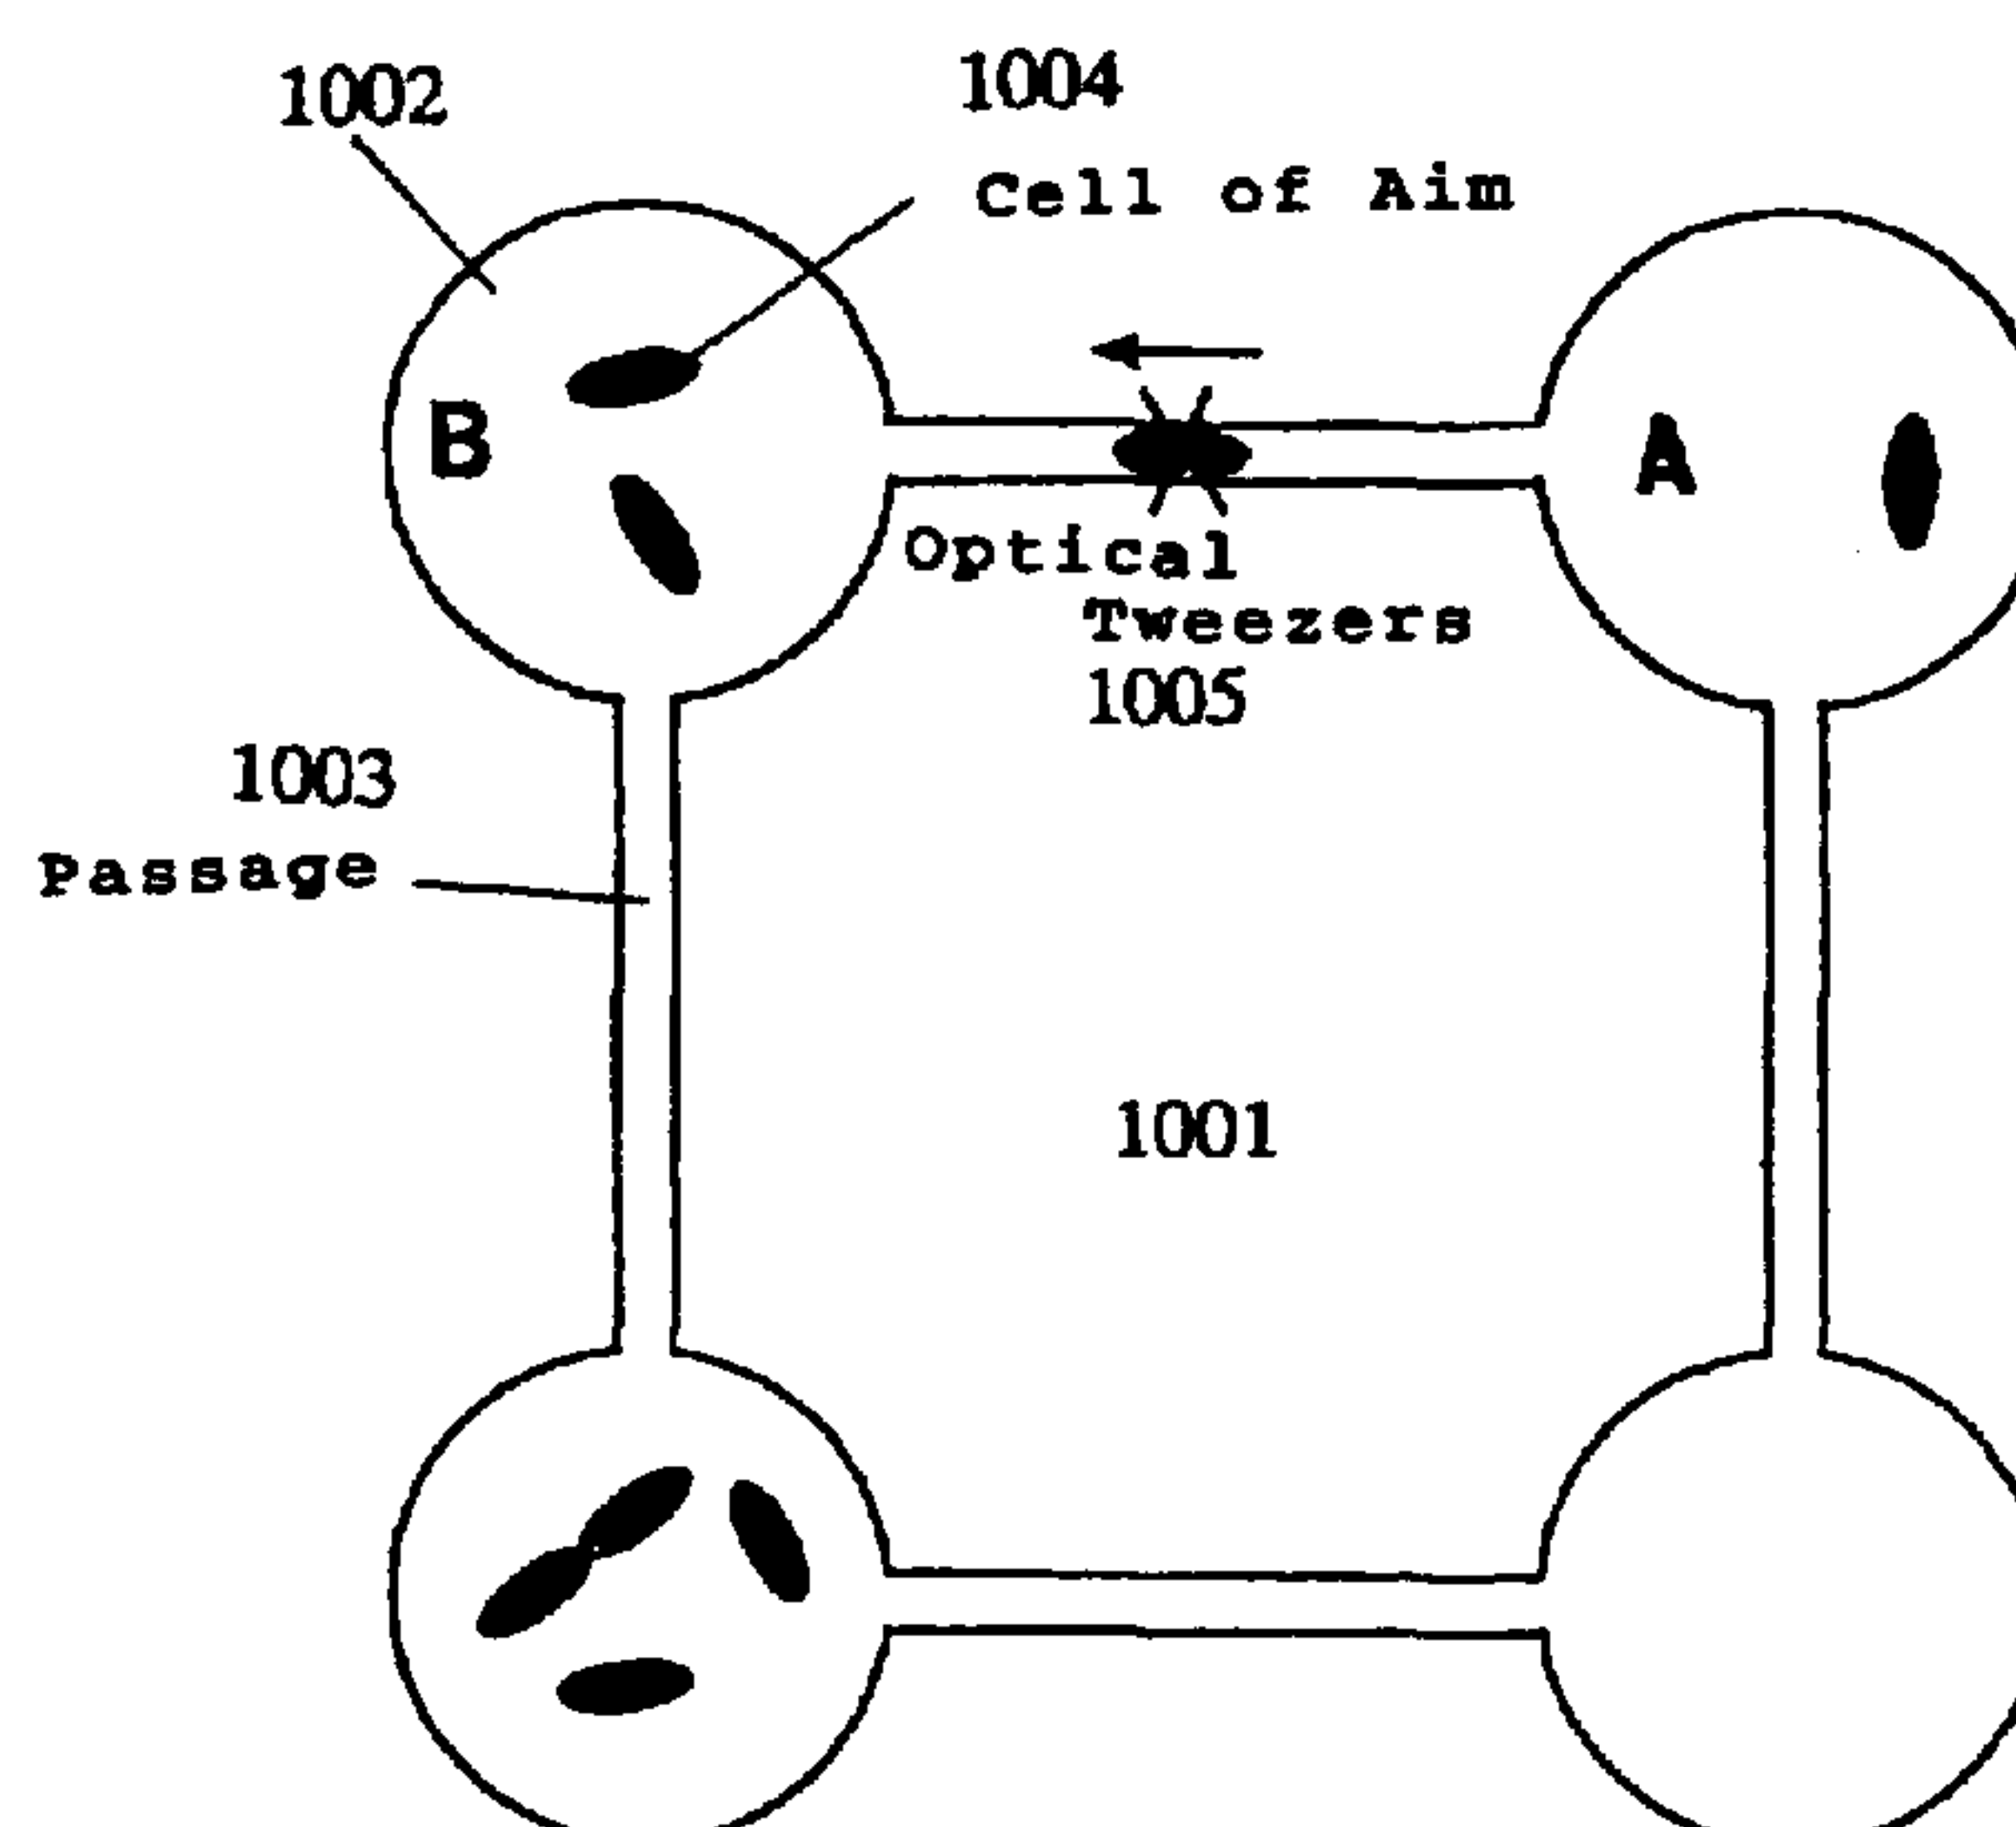 1002
1004
Cell of Aim
B
A
Optical
Tweezers
1005
1003
Passage
1001